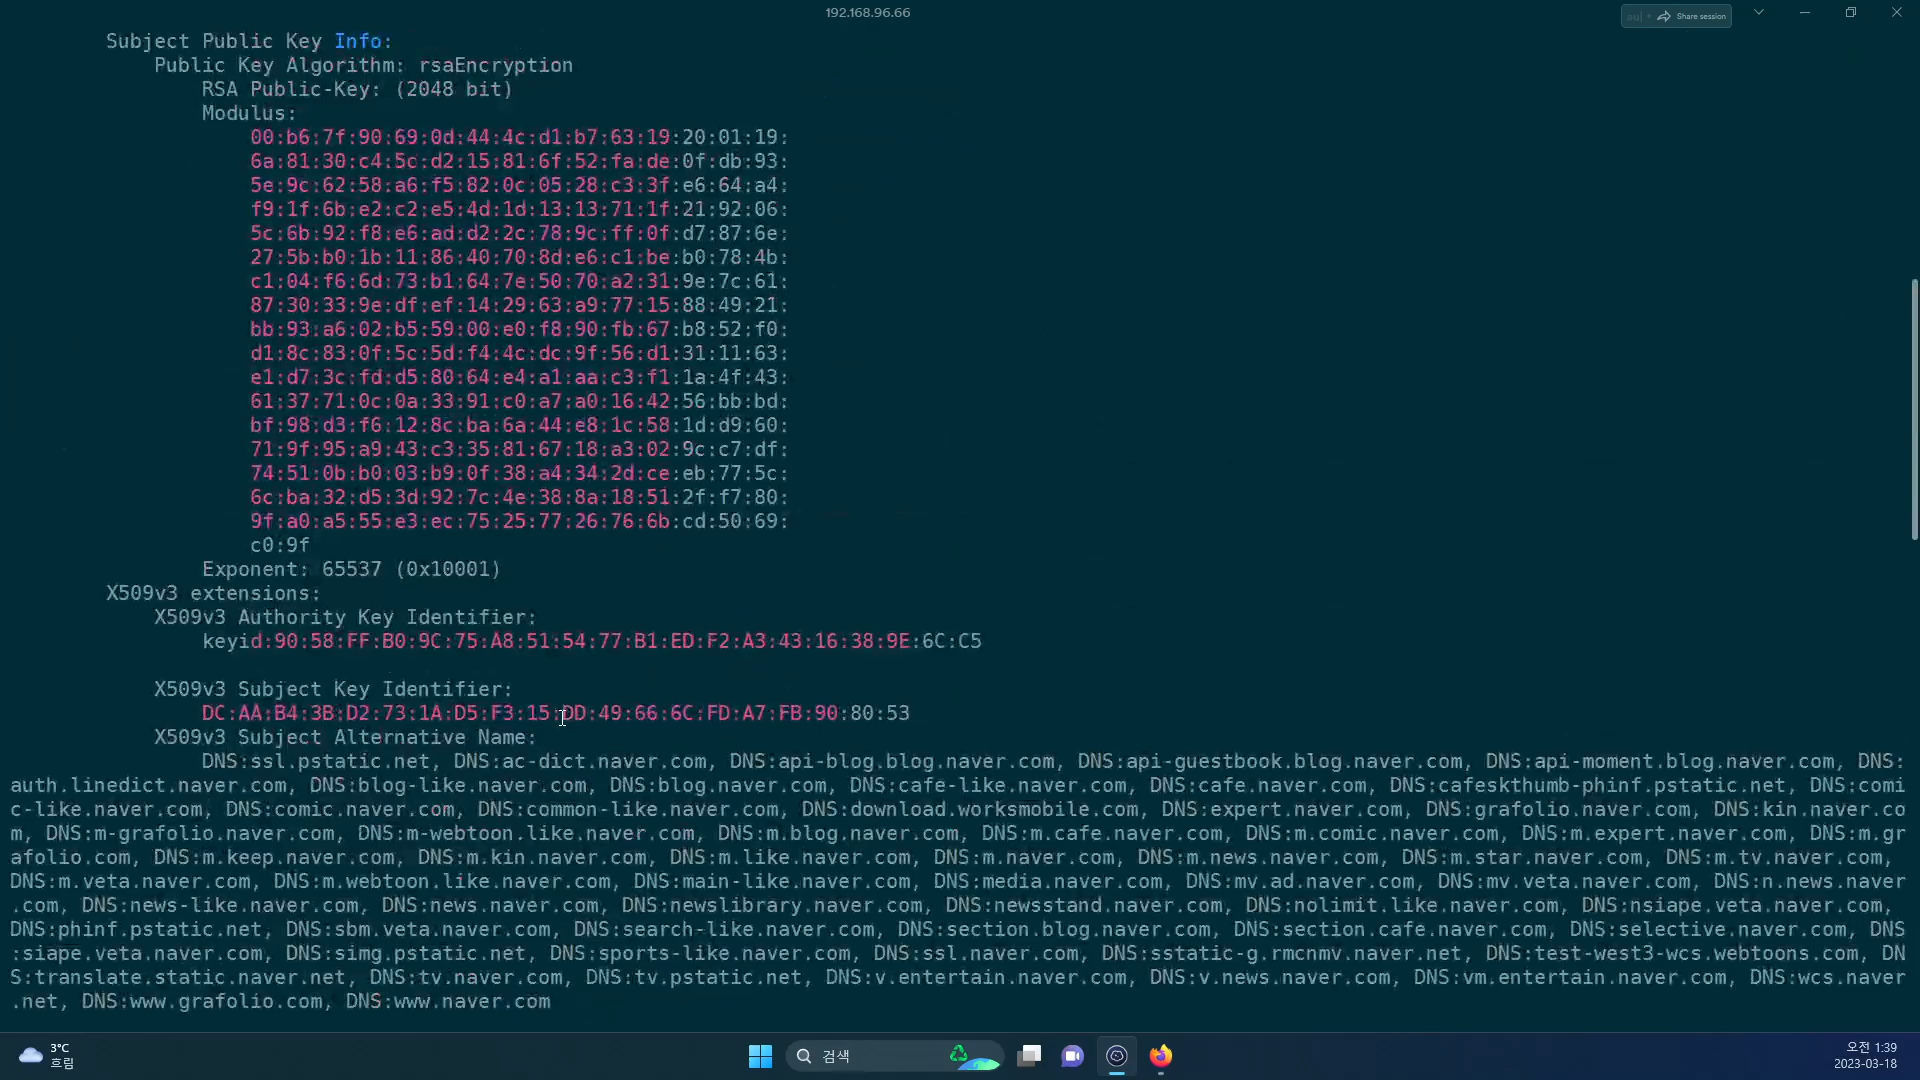 192.168.96.66
Share session
Subject Public Key Info:
Public Key Algorithm: rsaEncryption
RSA Public-Key: (2048 bit)
Modulus:
00:b6:7f:90:69:0d:44:4c:d1:b7:63:19:20:01:19:
6a:81:30:c4:5c:d2:15:81:6f:52:fa:de:0f:db:93:
5e:9c:62:58:a6:f5:82:0c:05:28:c3:3f:e6:64:a4:
f9:1f:6b:e2:c2:e5:4d:1d:13:13:71:1f:21:92:06:
5c:6b:92:f8:e6:ad:d2:2c:78:9c:ff:0f:d7:87:6e:
27:5b:b0:1b:11:86:40:70:8d:e6:c1:be:b0:78:4b:
c1:04:f6:6d:73:b1:64:7e:50:70:a2:31:9e:7c:61:
87:30:33:9e:df:ef:14:29:63:a9:77:15:88:49:21:
bb:93:a6:02:b5:59:00:e0:f8:90:fb:67:b8:52:f0:
d1:8c:83:0f:5c:5d:f4:4c:dc:9f:56:d1:31:11:63:
e1:d7:3c:fd:d5:80:64:e4:a1:aa:c3:f1:1a:4f:43:
61:37:71:0c:0a:33:91:c0:a7:a0:16:42:56:bb:bd:
bf:98:d3:f6:12:8c:ba:6a:44:e8:1c:58:1d:d9:60:
71:9f:95:a9:43:c3:35:81:67:18:a3:02:9c:c7:df:
74:51:0b:b0:03:b9:0f:38:a4:34:2d:ce:eb:77:5c:
6c:ba:32:d5:3d:92:7c:4e:38:8a:18:51:2f:f7:80:
9f:a0:a5:55:e3:ec:75:25:77:26:76:6b:cd:50:69:
c0:9f
Exponent: 65537 (0x10001)
X509v3 extensions:
X509v3 Authority Key Identifier:
keyid:90:58:FF:B0:9C:75:A8:51:54:77:B1:ED:F2:A3:43:16:38:9E:6C:C5
X509v3 Subject Key Identifier:
DC:AA:B4:3B:D2:73:1A:D5:F3:15:DD:49:66:6C:FD:A7:FB:90:80:53
X509v3 Subject Alternative Name:
DNS:ssl.pstatic.net, DNS:ac-dict.naver.com, DNS:api-blog.blog.naver.com, DNS:api-guestbook.blog.naver.com, DNS:api-moment.blog.naver.com, DNS:
auth.linedict.naver.com, DNS:blog-like.naver.com, DNS:blog.naver.com, DNS:cafe-like.naver.com, DNS:cafe.naver.com, DNS:cafeskthumb-phinf.pstatic.net, DNS:comi
c-like.naver.com, DNS:comic.naver.com, DNS:common-like.naver.com, DNS:download.worksmobile.com, DNS:expert.naver.com, DNS:grafolio.naver.com, DNS:kin.naver.co
m, DNS:m-grafolio.naver.com, DNS:m-webtoon.like.naver.com, DNS:m.blog.naver.com, DNS:m.cafe.naver.com, DNS:m.comic.naver.com, DNS:m.expert.naver.com, DNS:m.gr
afolio.com, DNS:m.keep.naver.com, DNS:m.kin.naver.com, DNS:m.like.naver.com, DNS:m.naver.com, DNS:m.news.naver.com, DNS:m.star.naver.com, DNS:m.tv.naver.com,
DNS:m.veta.naver.com, DNS:m.webtoon.like.naver.com, DNS:main-like.naver.com, DNS:media.naver.com, DNS:mv.ad.naver.com, DNS:mv.veta.naver.com, DNS:n.news.naver
.com, DNS:news-like.naver.com, DNS:news.naver.com, DNS:newslibrary.naver.com, DNS:newsstand.naver.com, DNS:nolimit.like.naver.com, DNS:nsiape.veta.naver.com,
DNS:phinf.pstatic.net, DNS:sbm.veta.naver.com, DNS:search-like.naver.com, DNS:section.blog.naver.com, DNS:section.cafe.naver.com, DNS:selective.naver.com, DNS
:siape.veta.naver.com, DNS:simg.pstatic.net, DNS:sports-like.naver.com, DNS:ssl.naver.com, DNS:sstatic-g.rmcnmv.naver.net, DNS:test-west3-wcs.webtoons.com, DN
S:translate.static.naver.net, DNS:tv.naver.com, DNS:tv.pstatic.net, DNS:v.entertain.naver.com, DNS:v.news.naver.com, DNS:vm.entertain.naver.com, DNS:wcs.naver
.net, DNS:www.grafolio.com, DNS:www.naver.com
3°C
흐림
검색
오전 1:39
2023-03-18